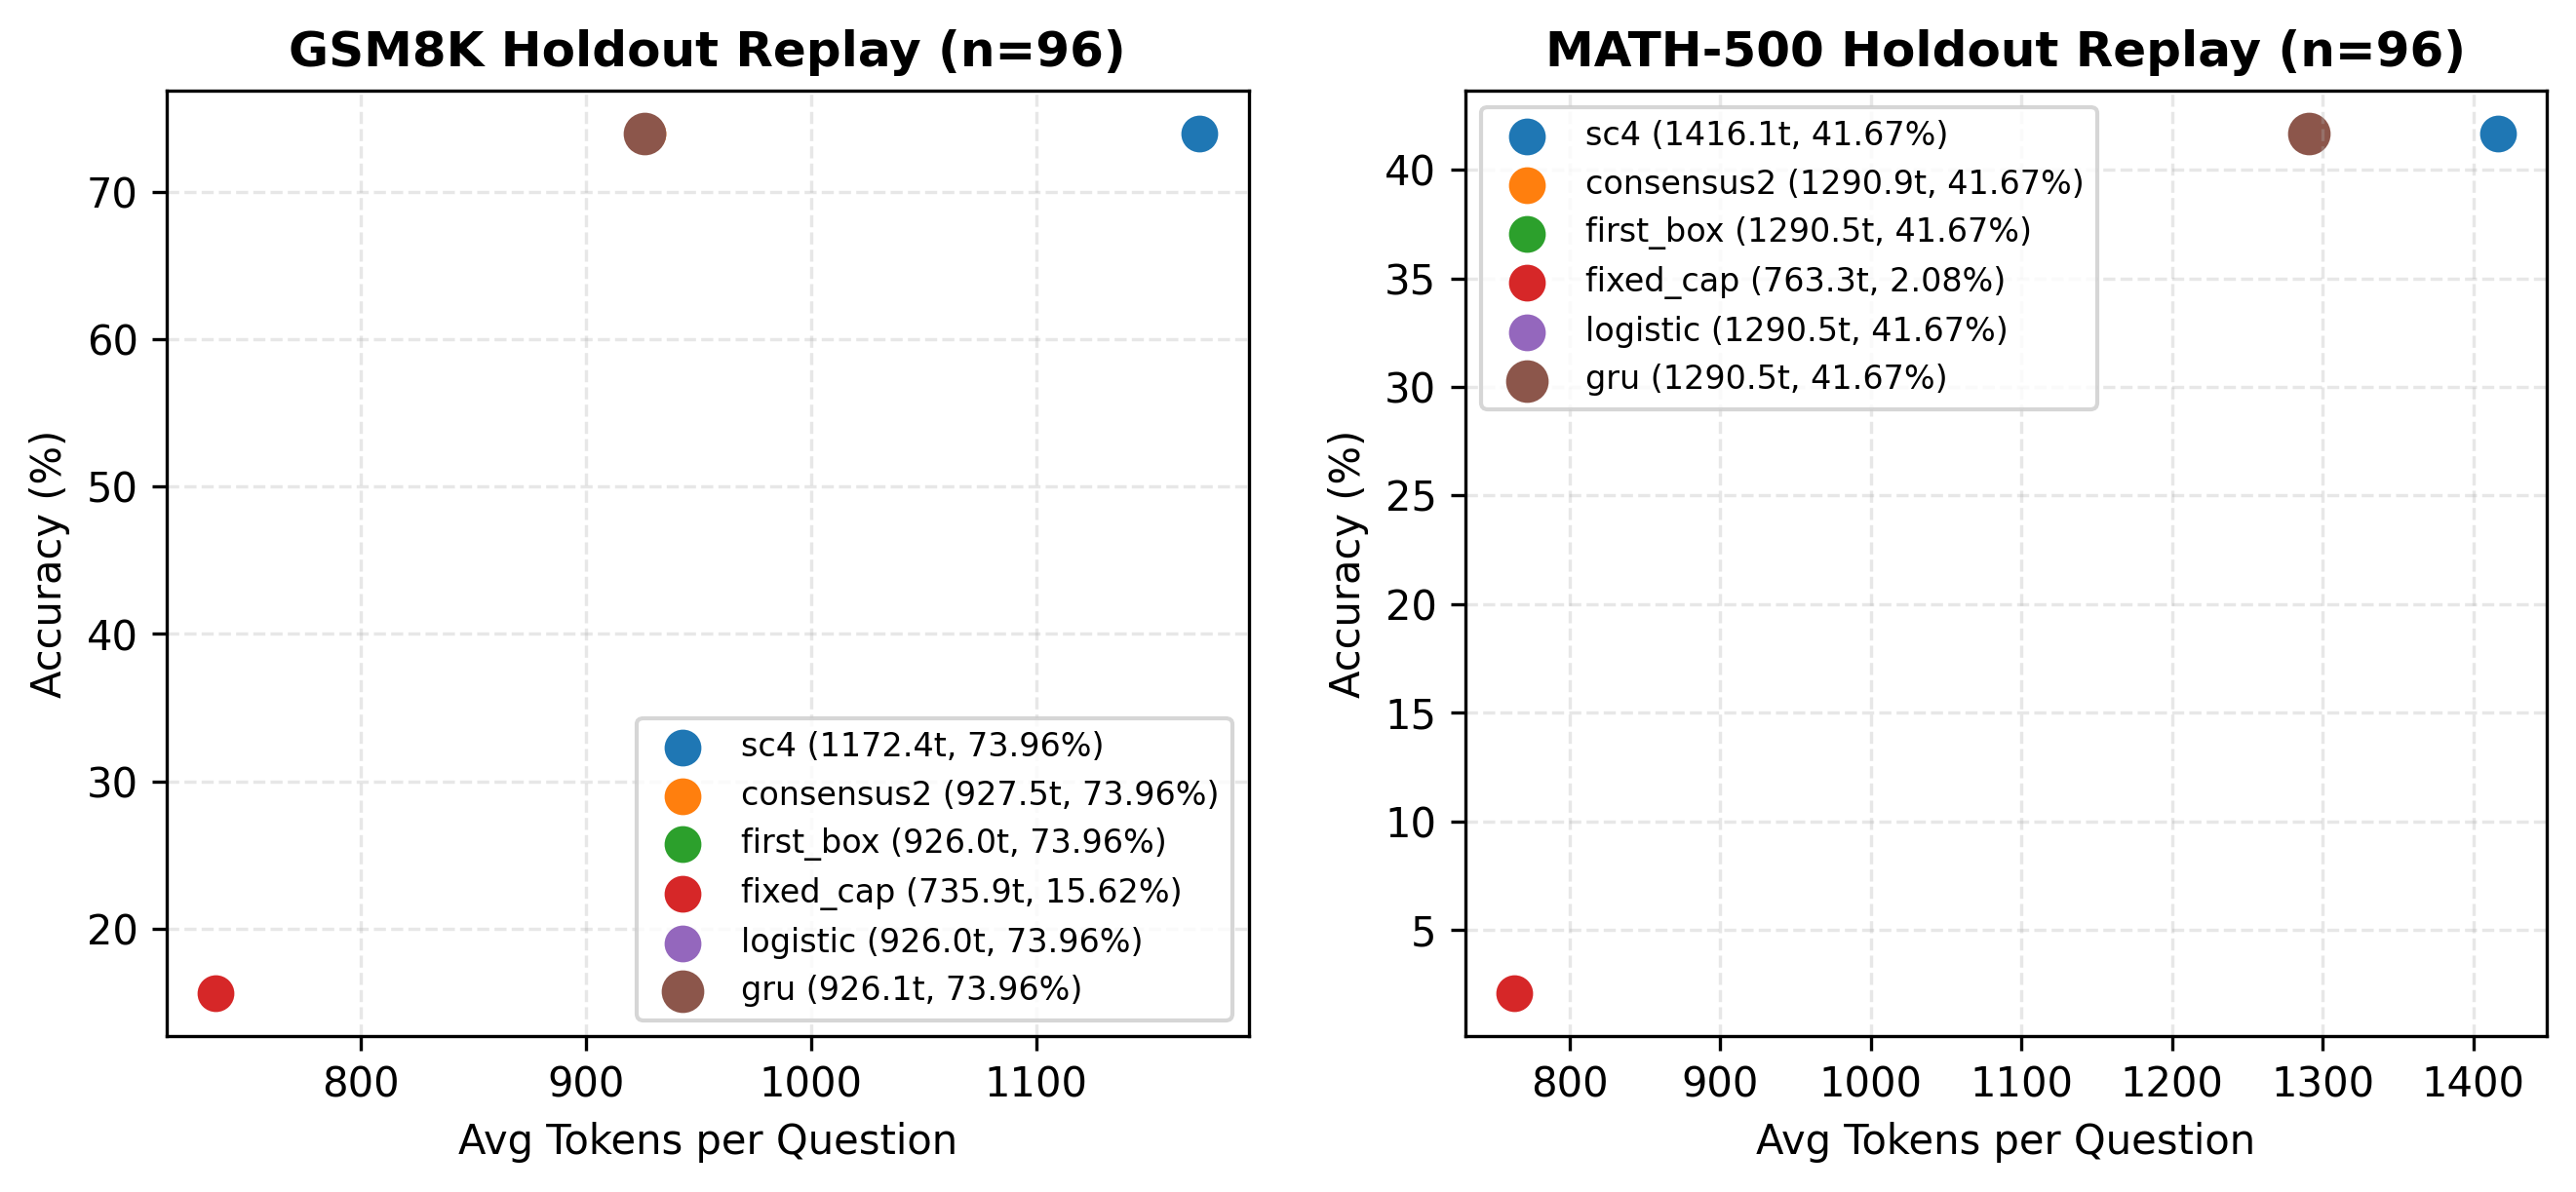 GSM8K Holdout Replay (n=96)
Accuracy (%)
70
60
50
40
30
20
sc4 (1172.4t, 73.96%)
consensus2 (927.5t, 73.96%)
first_box (926.0t, 73.96%)
fixed_cap (735.9t, 15.62%)
logistic (926.0t, 73.96%)
gru (926.1t, 73.96%)
800 900 1000 1100
Avg Tokens per Question
MATH-500 Holdout Replay (n=96)
Accuracy (%)
40
35
30
25
20
15
10
5
sc4 (1416.1t, 41.67%)
consensus2 (1290.9t, 41.67%)
first_box (1290.5t, 41.67%)
fixed_cap (763.3t, 2.08%)
logistic (1290.5t, 41.67%)
gru (1290.5t, 41.67%)
800 900 1000 1100 1200 1300 1400
Avg Tokens per Question